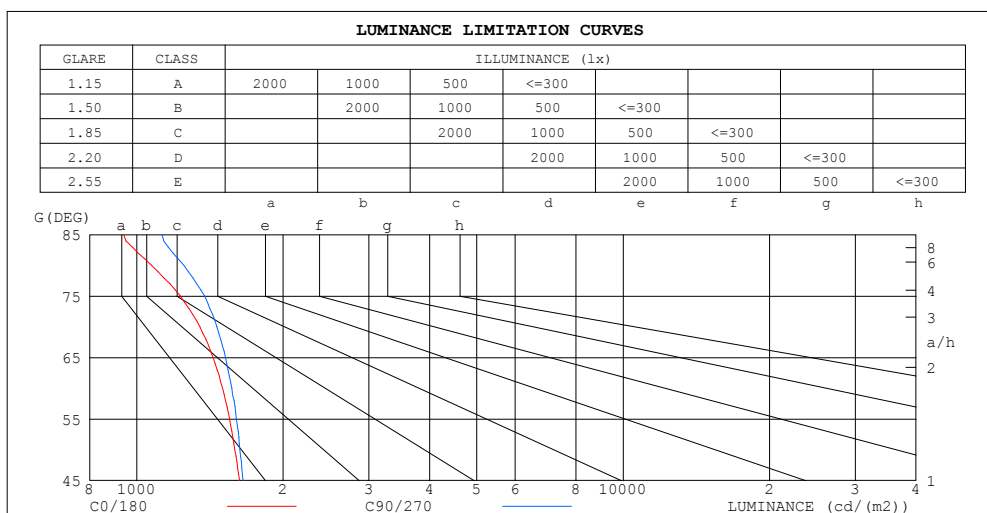 LUMINANCE LIMITATION CURVES
GLARE CLASS ILLUMINANCE (lx)
1.15 A 2000 1000 500 <=300
1.50 B 2000 1000 500 <=300
1.85 C 2000 1000 500 <=300
2.20 D 2000 1000 500 <=300
2.55 E 2000 1000 500 <=300
a b c d e f g h
G(DEG)
a b c d e f g h
85
8
6
75
4
3
a/h
65
2
55
45
1
8 1000 2 3 4 5 6 8 10000 2 3 4
C0/180 C90/270 LUMINANCE (cd/(m2))